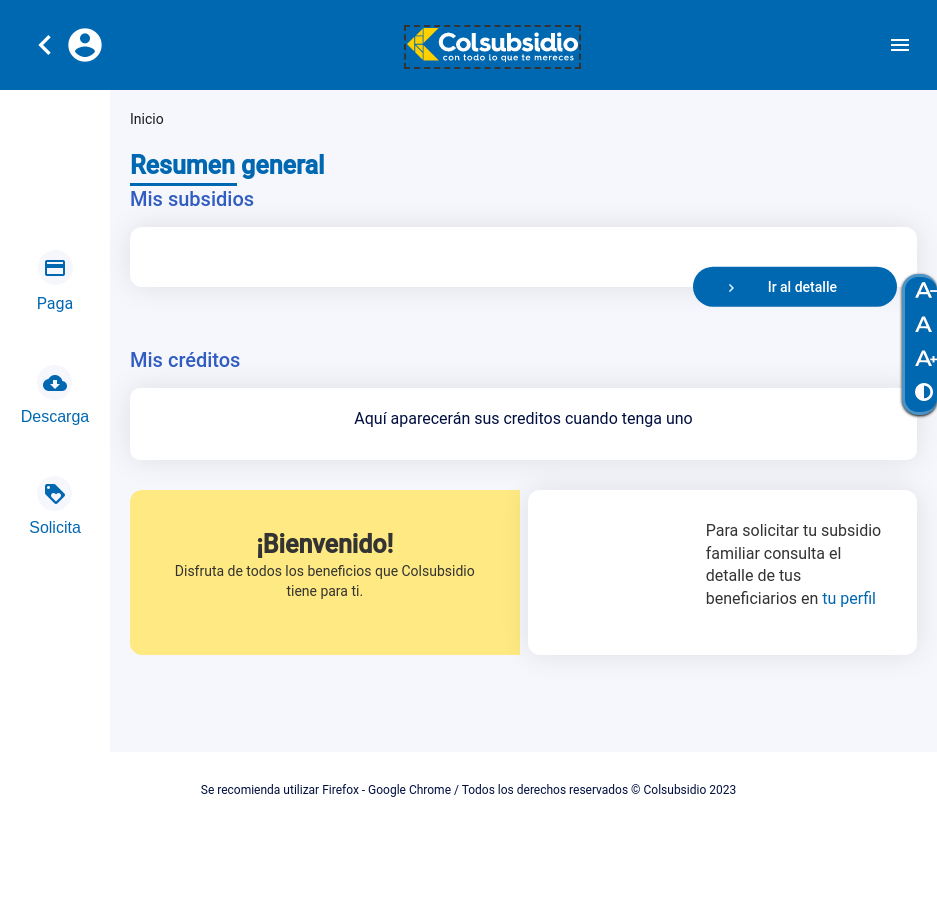 Colsubsidio
con todo lo que te mereces
Inicio
Resumen general
Mis subsidios
Ir al detalle
Paga
Descarga
Solicita
A-
A
A+
Mis créditos
Aquí aparecerán sus creditos cuando tenga uno
¡Bienvenido!
Disfruta de todos los beneficios que Colsubsidio
tiene para ti.
Para solicitar tu subsidio
familiar consulta el
detalle de tus
beneficiarios en tu perfil
Se recomienda utilizar Firefox - Google Chrome / Todos los derechos reservados © Colsubsidio 2023